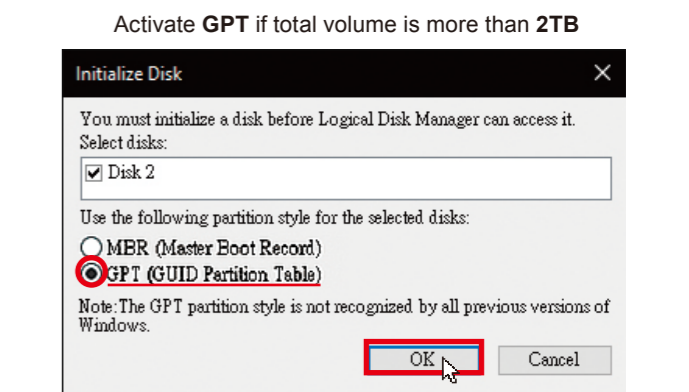 Activate GPT if total volume is more than 2TB
Initialize Disk
You must initialize a disk before Logical Disk Manager can access it.
Select disks:
Disk 2
Use the following partition style for the selected disks:
MBR (Master Boot Record)
GPT (GUID Partition Table)
Note:The GPT partition style is not recognized by all previous versions of
Windows.
OK
Cancel